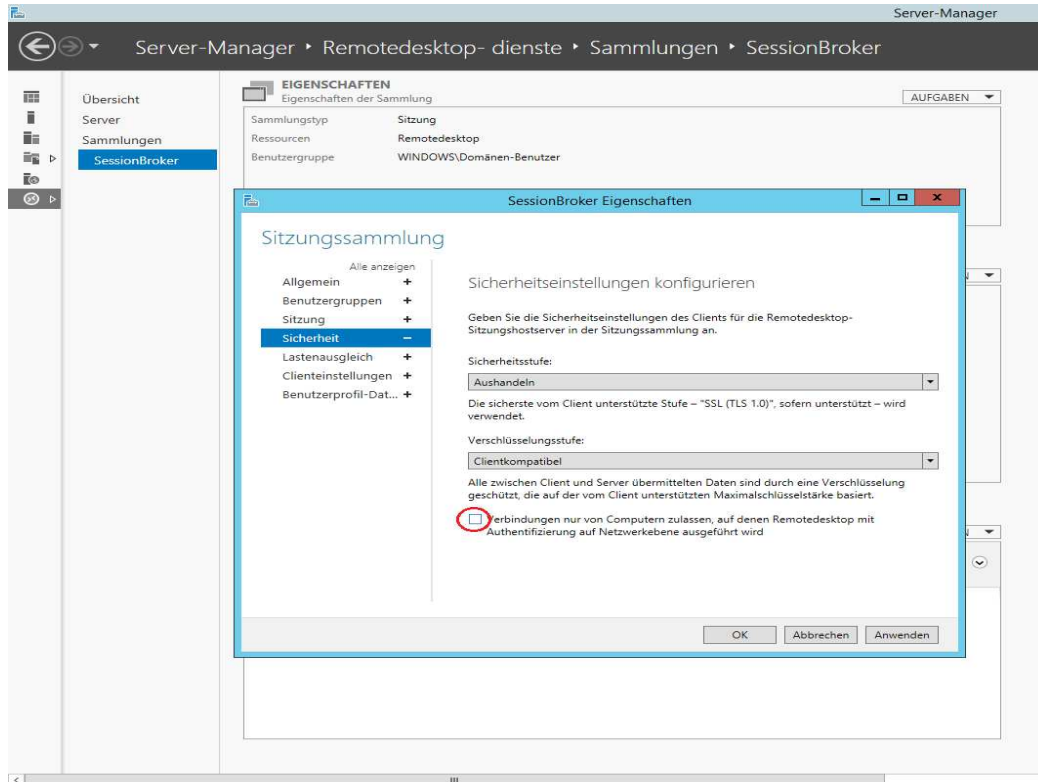 Server-Manager
Server-Manager ‣ Remotedesktop- dienste ‣ Sammlungen ‣ SessionBroker
Übersicht
Server
Sammlungen
SessionBroker
EIGENSCHAFTEN
Eigenschaften der Sammlung
AUFGABEN
Sammlungstyp Sitzung
Ressourcen Remotedesktop
Benutzergruppe WINDOWS\Domänen-Benutzer
SessionBroker Eigenschaften
Sitzungssammlung
Alle anzeigen
Allgemein +
Benutzergruppen +
Sitzung +
Sicherheit –
Lastenausgleich +
Clienteinstellungen +
Benutzerprofil-Dat... +
Sicherheitseinstellungen konfigurieren
Geben Sie die Sicherheitseinstellungen des Clients für die Remotedesktop-
Sitzungshostserver in der Sitzungssammlung an.
Sicherheitsstufe:
Aushandeln
Die sicherste vom Client unterstützte Stufe – "SSL (TLS 1.0)", sofern unterstützt – wird
verwendet.
Verschlüsselungsstufe:
Clientkompatibel
Alle zwischen Client und Server übermittelten Daten sind durch eine Verschlüsselung
geschützt, die auf der vom Client unterstützten Maximalschlüsselstärke basiert.
Verbindungen nur von Computern zulassen, auf denen Remotedesktop mit
Authentifizierung auf Netzwerkebene ausgeführt wird
OK Abbrechen Anwenden